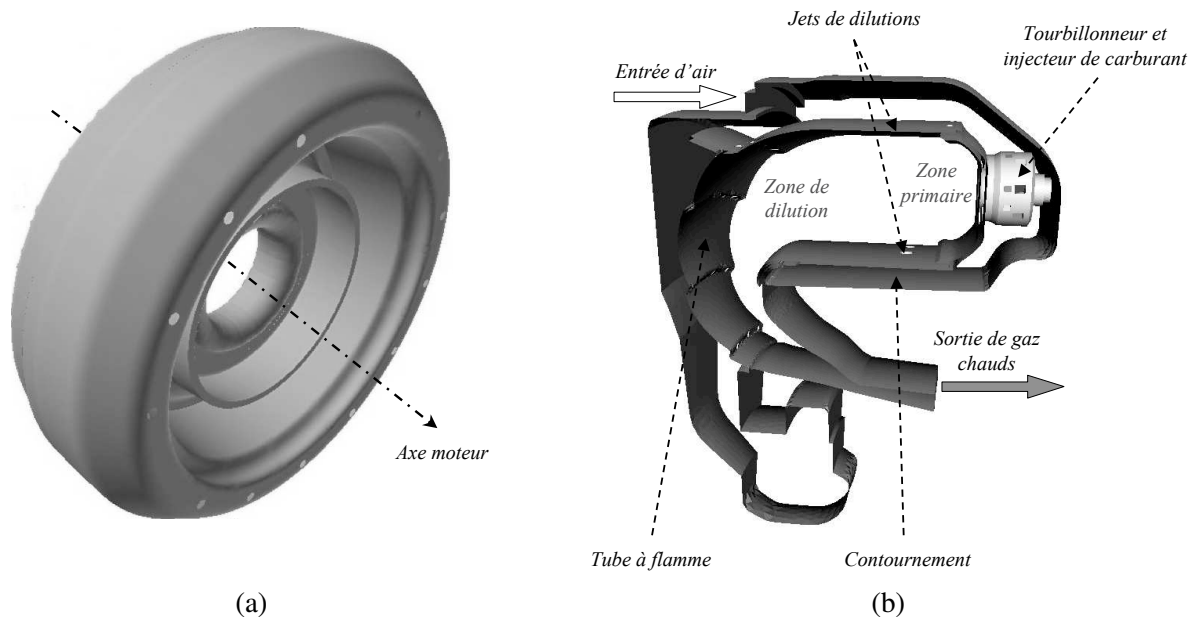 Jets de dilutions
Tourbillonneur et
injecteur de carburant
Entrée d'air
Zone de
dilution
Zone
primaire
Axe moteur
Sortie de gaz
chauds
Tube à flamme
Contournement
(a)
(b)